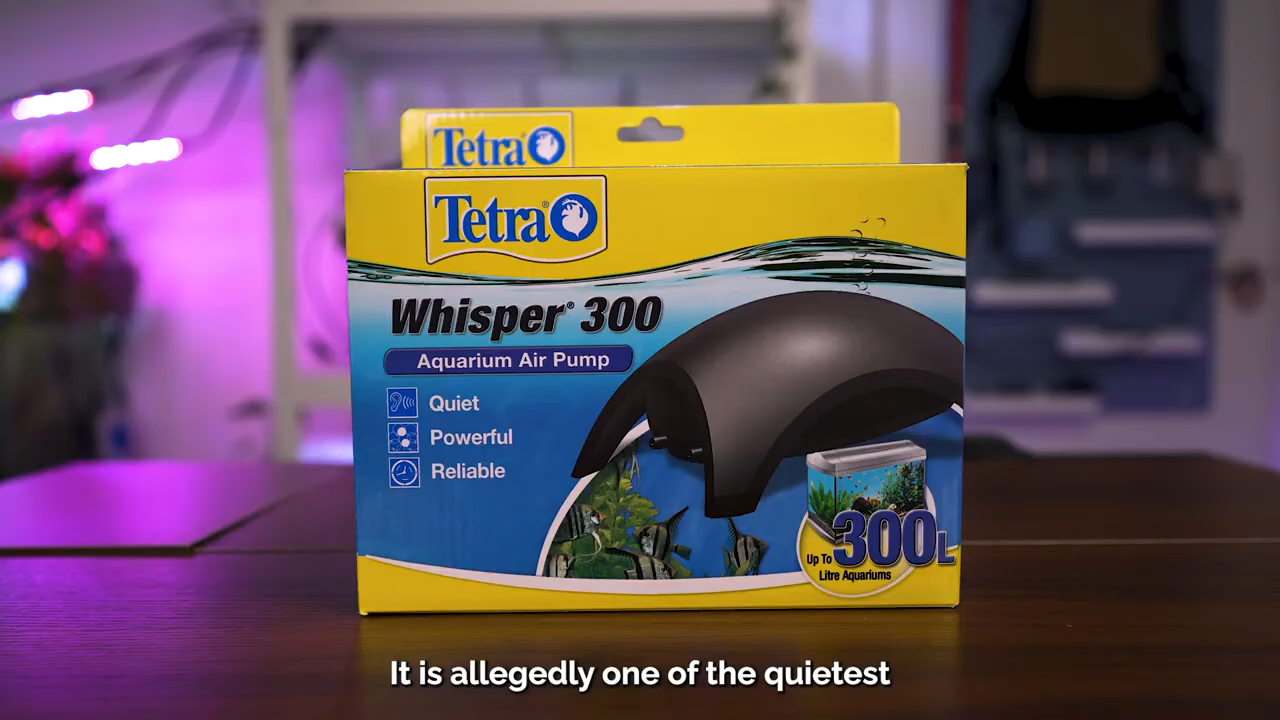 Tetra®
Tetra®
Whisper® 300
Aquarium Air Pump
Quiet
Powerful
Reliable
Up To 300L
Litre Aquariums
It is allegedly one of the quietest